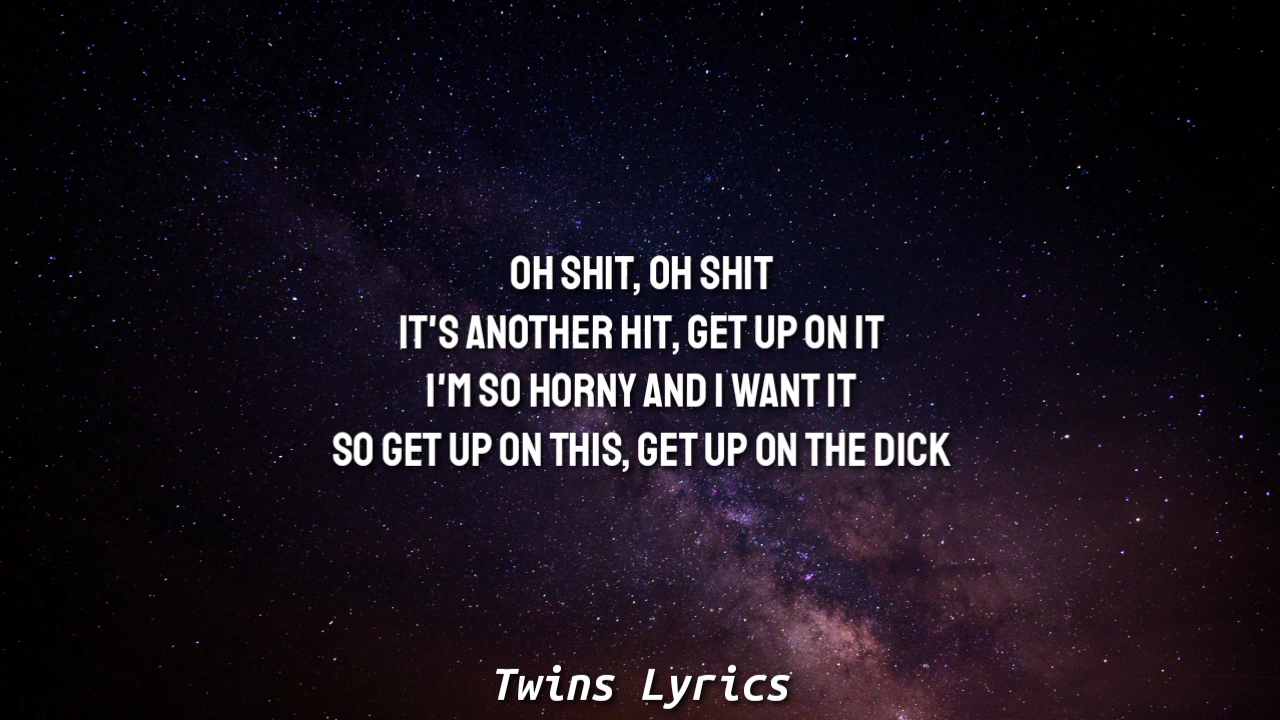 OH SHIT, OH SHIT
IT'S ANOTHER HIT, GET UP ON IT
I'M SO HORNY AND I WANT IT
SO GET UP ON THIS, GET UP ON THE DICK
Twins Lyrics